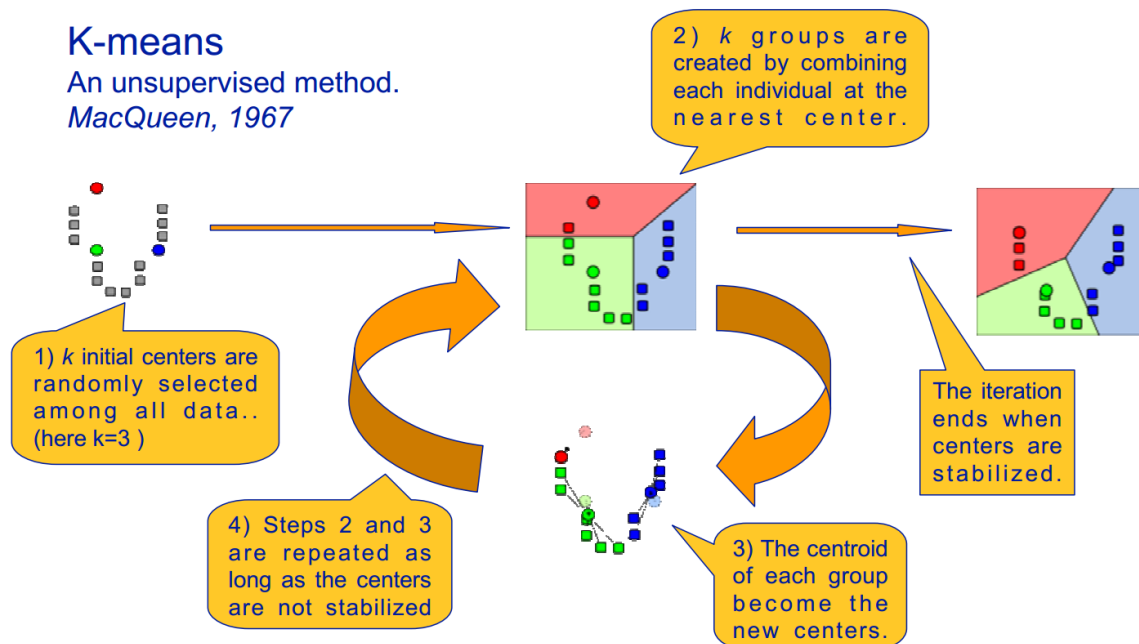 K-means
An unsupervised method.
MacQueen, 1967
1) k initial centers are
randomly selected
among all data..
(here k=3 )
2) k groups are
created by combining
each individual at the
nearest center.
3) The centroid
of each group
become the
new centers.
4) Steps 2 and 3
are repeated as
long as the centers
are not stabilized
The iteration
ends when
centers are
stabilized.